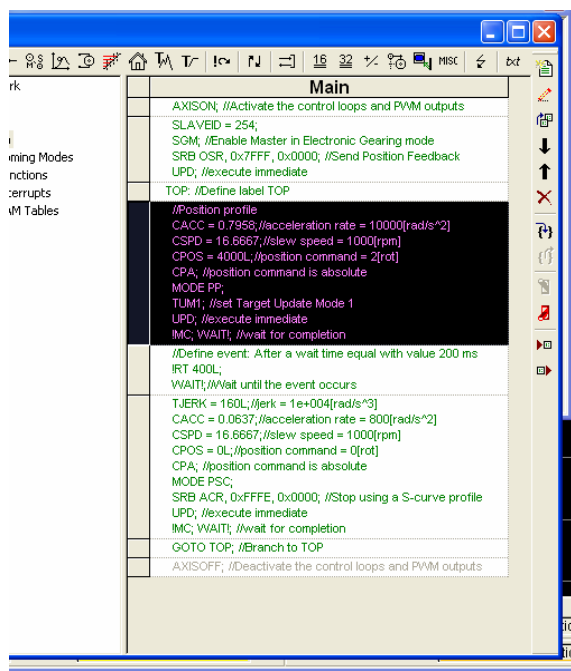 16
32
MISC
txt
Main
rk
AXISON; //Activate the control loops and PWM outputs
SLAVEID = 254;
SGM; //Enable Master in Electronic Gearing mode
SRB OSR, 0x7FFF, 0x0000; //Send Position Feedback
UPD; //execute immediate
oming Modes
nctions
terrupts
AM Tables
TOP: //Define label TOP
//Position profile
CACC = 0.7958;//acceleration rate = 10000[rad/s^2]
CSPD = 16.6667;//slew speed = 1000[rpm]
CPOS = 4000L;//position command = 2[rot]
CPA; //position command is absolute
MODE PP;
TUM1; //set Target Update Mode 1
UPD; //execute immediate
!MC; WAIT!; //wait for completion
//Define event: After a wait time equal with value 200 ms
!RT 400L;
WAIT!;//Wait until the event occurs
TJERK = 160L;//jerk = 1e+004[rad/s^3]
CACC = 0.0637;//acceleration rate = 800[rad/s^2]
CSPD = 16.6667;//slew speed = 1000[rpm]
CPOS = 0L;//position command = 0[rot]
CPA; //position command is absolute
MODE PSC;
SRB ACR, 0xFFFE, 0x0000; //Stop using a S-curve profile
UPD; //execute immediate
!MC; WAIT!; //wait for completion
GOTO TOP; //Branch to TOP
AXISOFF; //Deactivate the control loops and PWM outputs